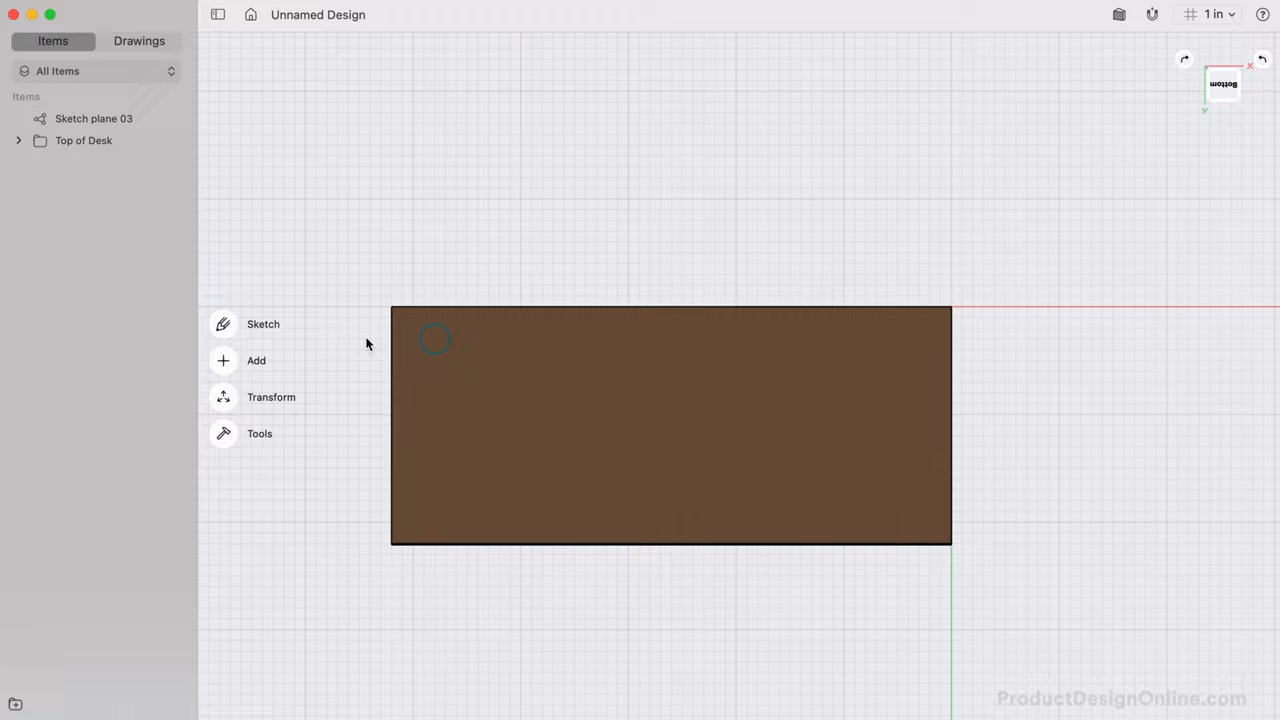 Unnamed Design
1 in
Items
Drawings
All Items
Items
Sketch plane 03
Top of Desk
X
Bottom
Y
Sketch
Add
Transform
Tools
ProductDesignOnline.com